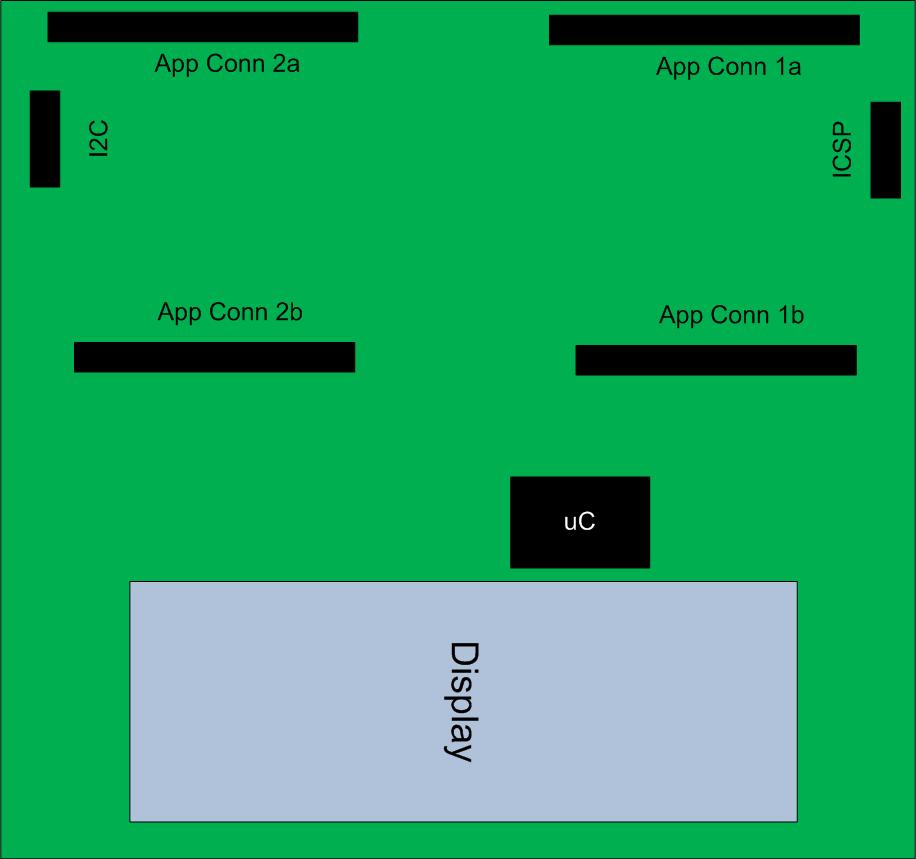 App Conn 2a
App Conn 1a
I2C
ICSP
App Conn 2b
App Conn 1b
uC
Display